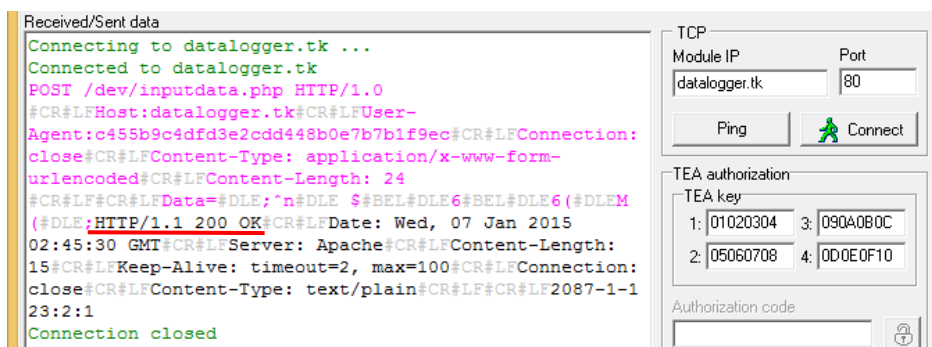 Received/Sent data
Connecting to datalogger.tk ...
Connected to datalogger.tk
POST /dev/inputdata.php HTTP/1.0
#CR#LFHost:datalogger.tk#CR#LFUser-
Agent:c455b9c4dfd3e2cdd448b0e7b7b1f9ec#CR#LFConnection:
close#CR#LFContent-Type: application/x-www-form-
urlencoded#CR#LFContent-Length: 24
#CR#LF#CR#LFData=#DLE;^n#DLE $#BEL#DLE6#BEL#DLE6(#DLEM
(#DLE;HTTP/1.1 200 OK#CR#LFDate: Wed, 07 Jan 2015
02:45:30 GMT#CR#LFServer: Apache#CR#LFContent-Length:
15#CR#LFKeep-Alive: timeout=2, max=100#CR#LFConnection:
close#CR#LFContent-Type: text/plain#CR#LF#CR#LF2087-1-1
23:2:1
Connection closed
TCP
Module IP Port
datalogger.tk 80
Ping Connect
TEA authorization
TEA key
1: 01020304 3: 090A0B0C
2: 05060708 4: 0D0E0F10
Authorization code